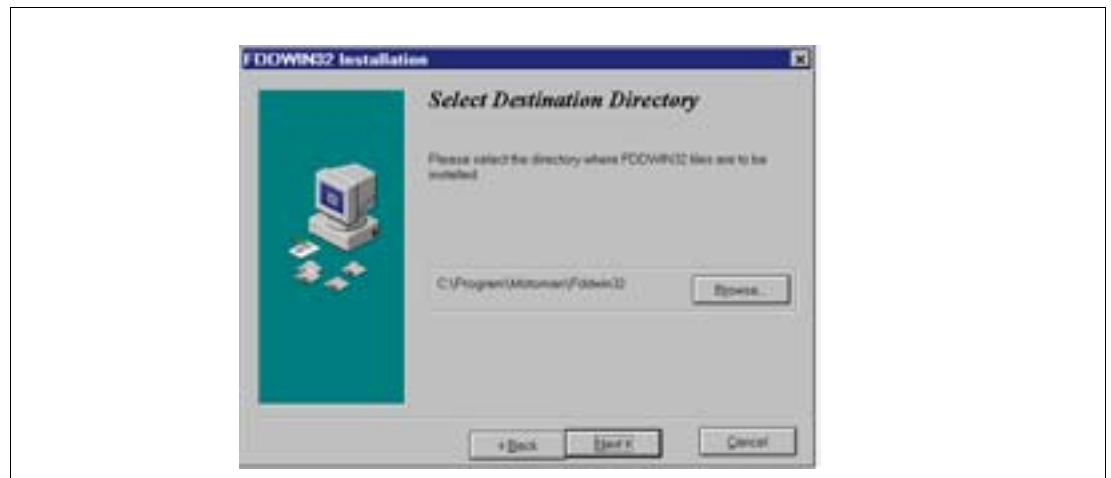 FDDWIN32 Installation
Select Destination Directory
Please select the directory where FDDWIN32 files are to be
installed.
C:\Program\Motoman\Fddwin32
Browse...
< Back
Next >
Cancel